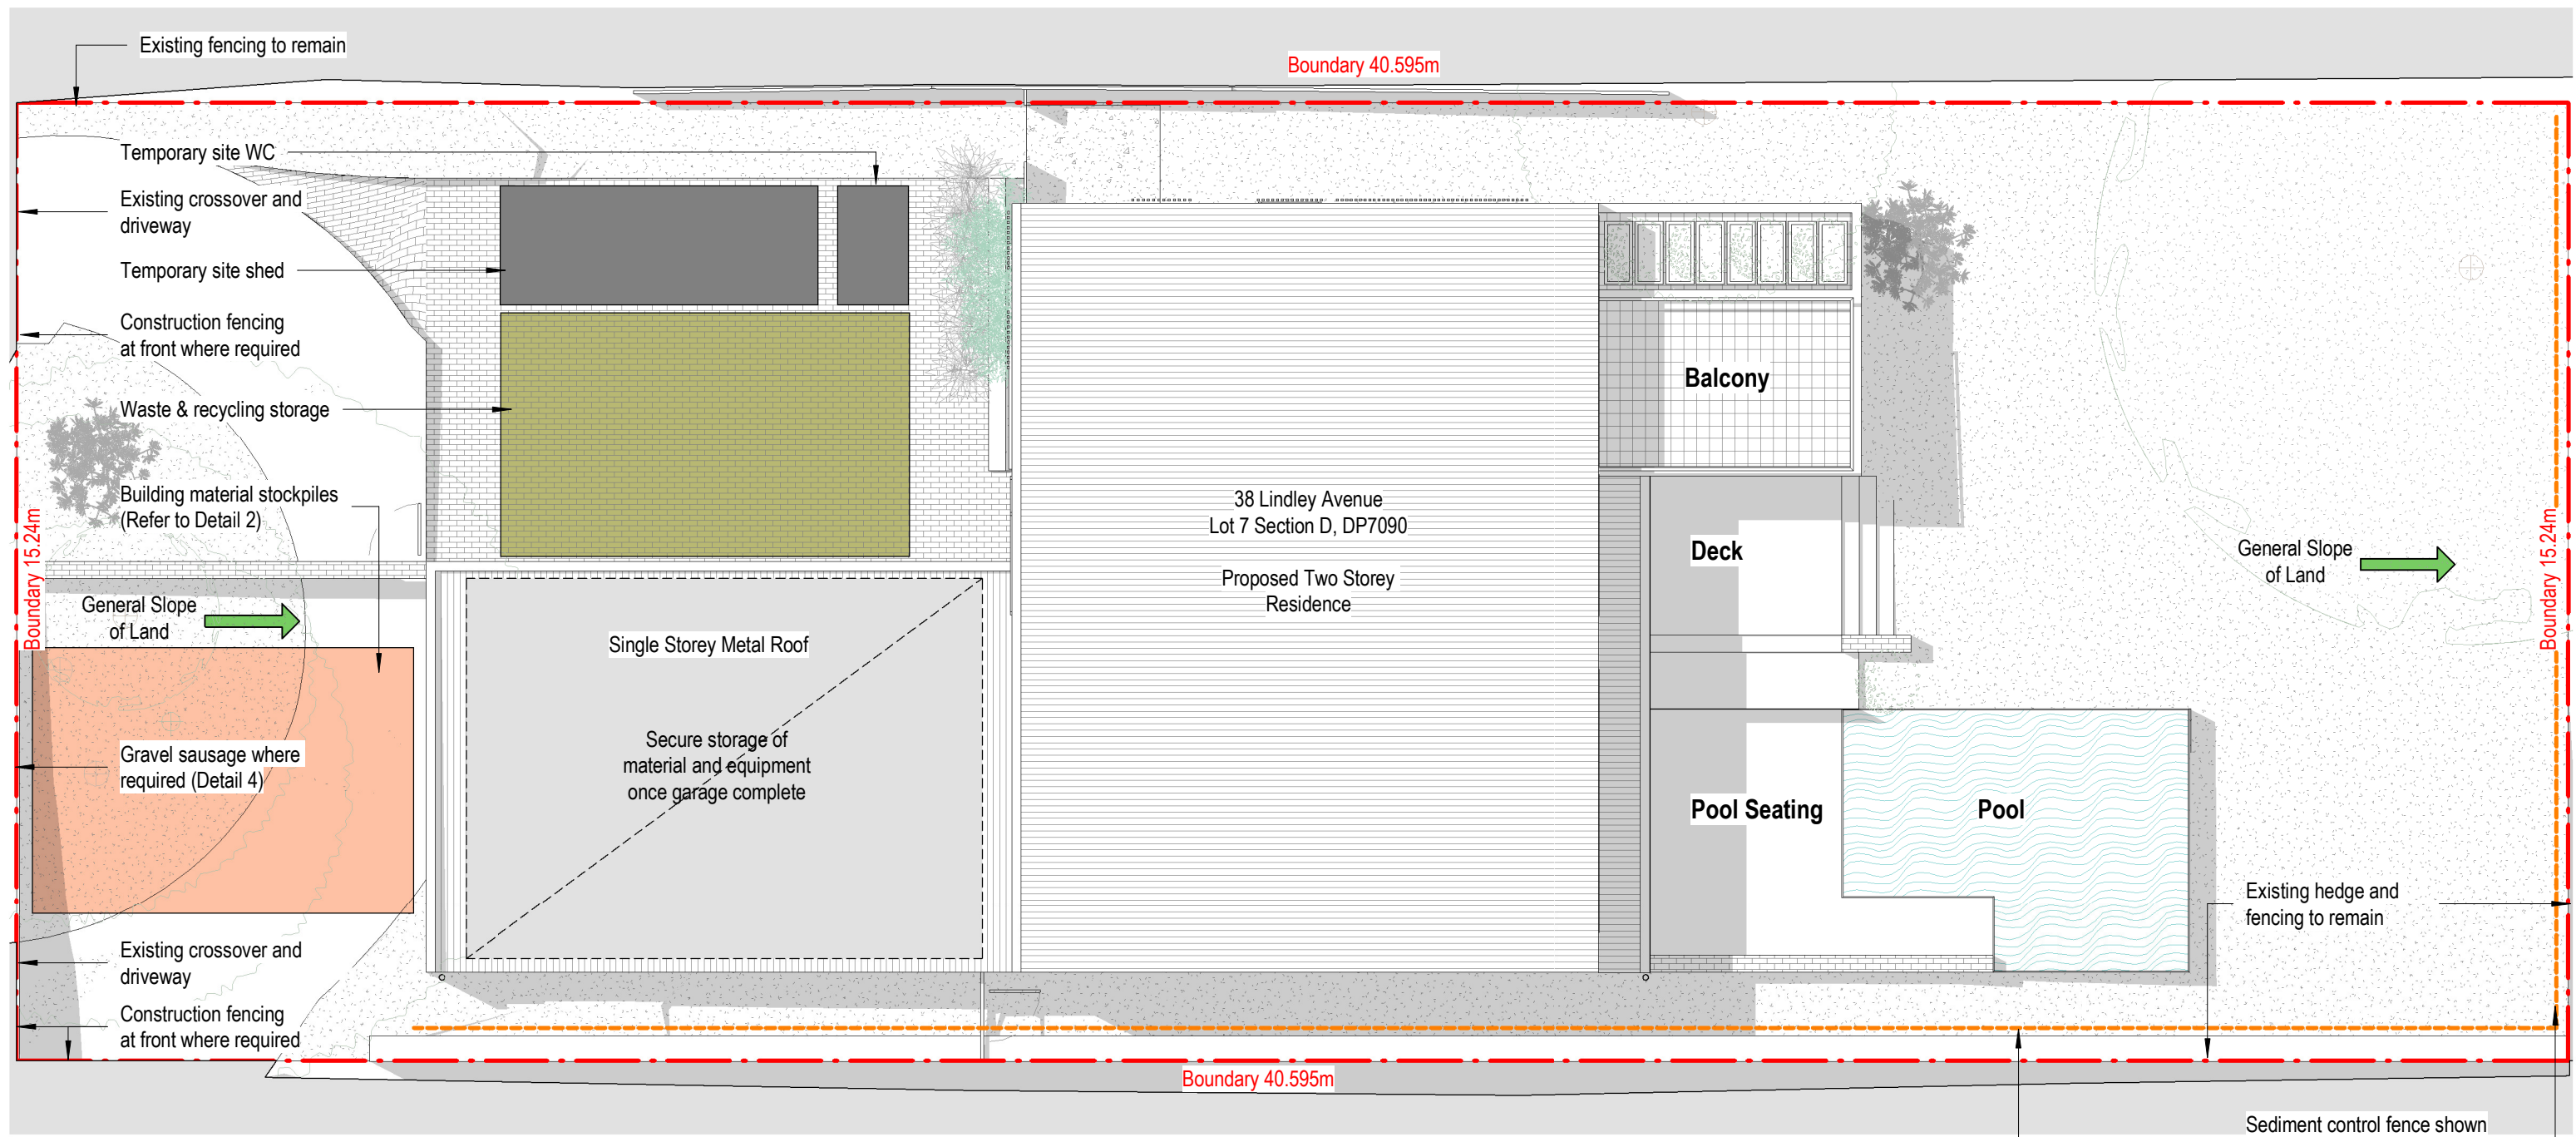 Existing fencing to remain
Boundary 40.595m
Temporary site WC
Existing crossover and
driveway
Temporary site shed
Construction fencing
at front where required
Waste & recycling storage
Building material stockpiles
(Refer to Detail 2)
Boundary 15.24m
General Slope
of Land
Gravel sausage where
required (Detail 4)
Existing crossover and
driveway
Construction fencing
at front where required
Single Storey Metal Roof
Secure storage of
material and equipment
once garage complete
38 Lindley Avenue
Lot 7 Section D, DP7090
Proposed Two Storey
Residence
Balcony
Deck
Pool Seating
Pool
General Slope
of Land
Boundary 15.24m
Existing hedge and
fencing to remain
Boundary 40.595m
Sediment control fence shown